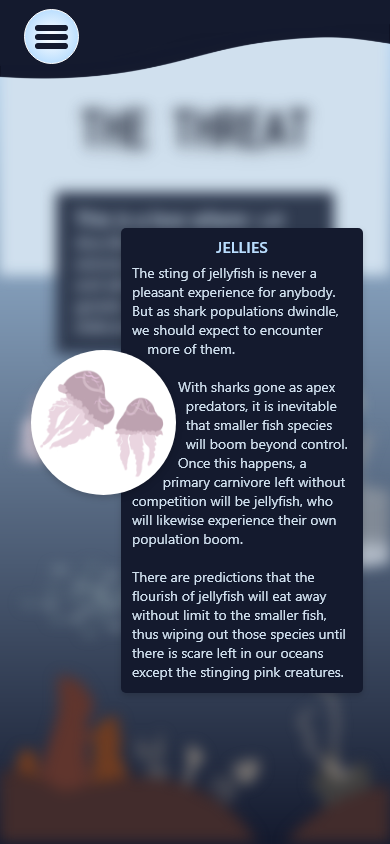 THE THREAT
JELLIES
The sting of jellyfish is never a
pleasant experience for anybody.
But as shark populations dwindle,
we should expect to encounter
more of them.
With sharks gone as apex
predators, it is inevitable
that smaller fish species
will boom beyond control.
Once this happens, a
primary carnivore left without
competition will be jellyfish, who
will likewise experience their own
population boom.
There are predictions that the
flourish of jellyfish will eat away
without limit to the smaller fish,
thus wiping out those species until
there is scare left in our oceans
except the stinging pink creatures.